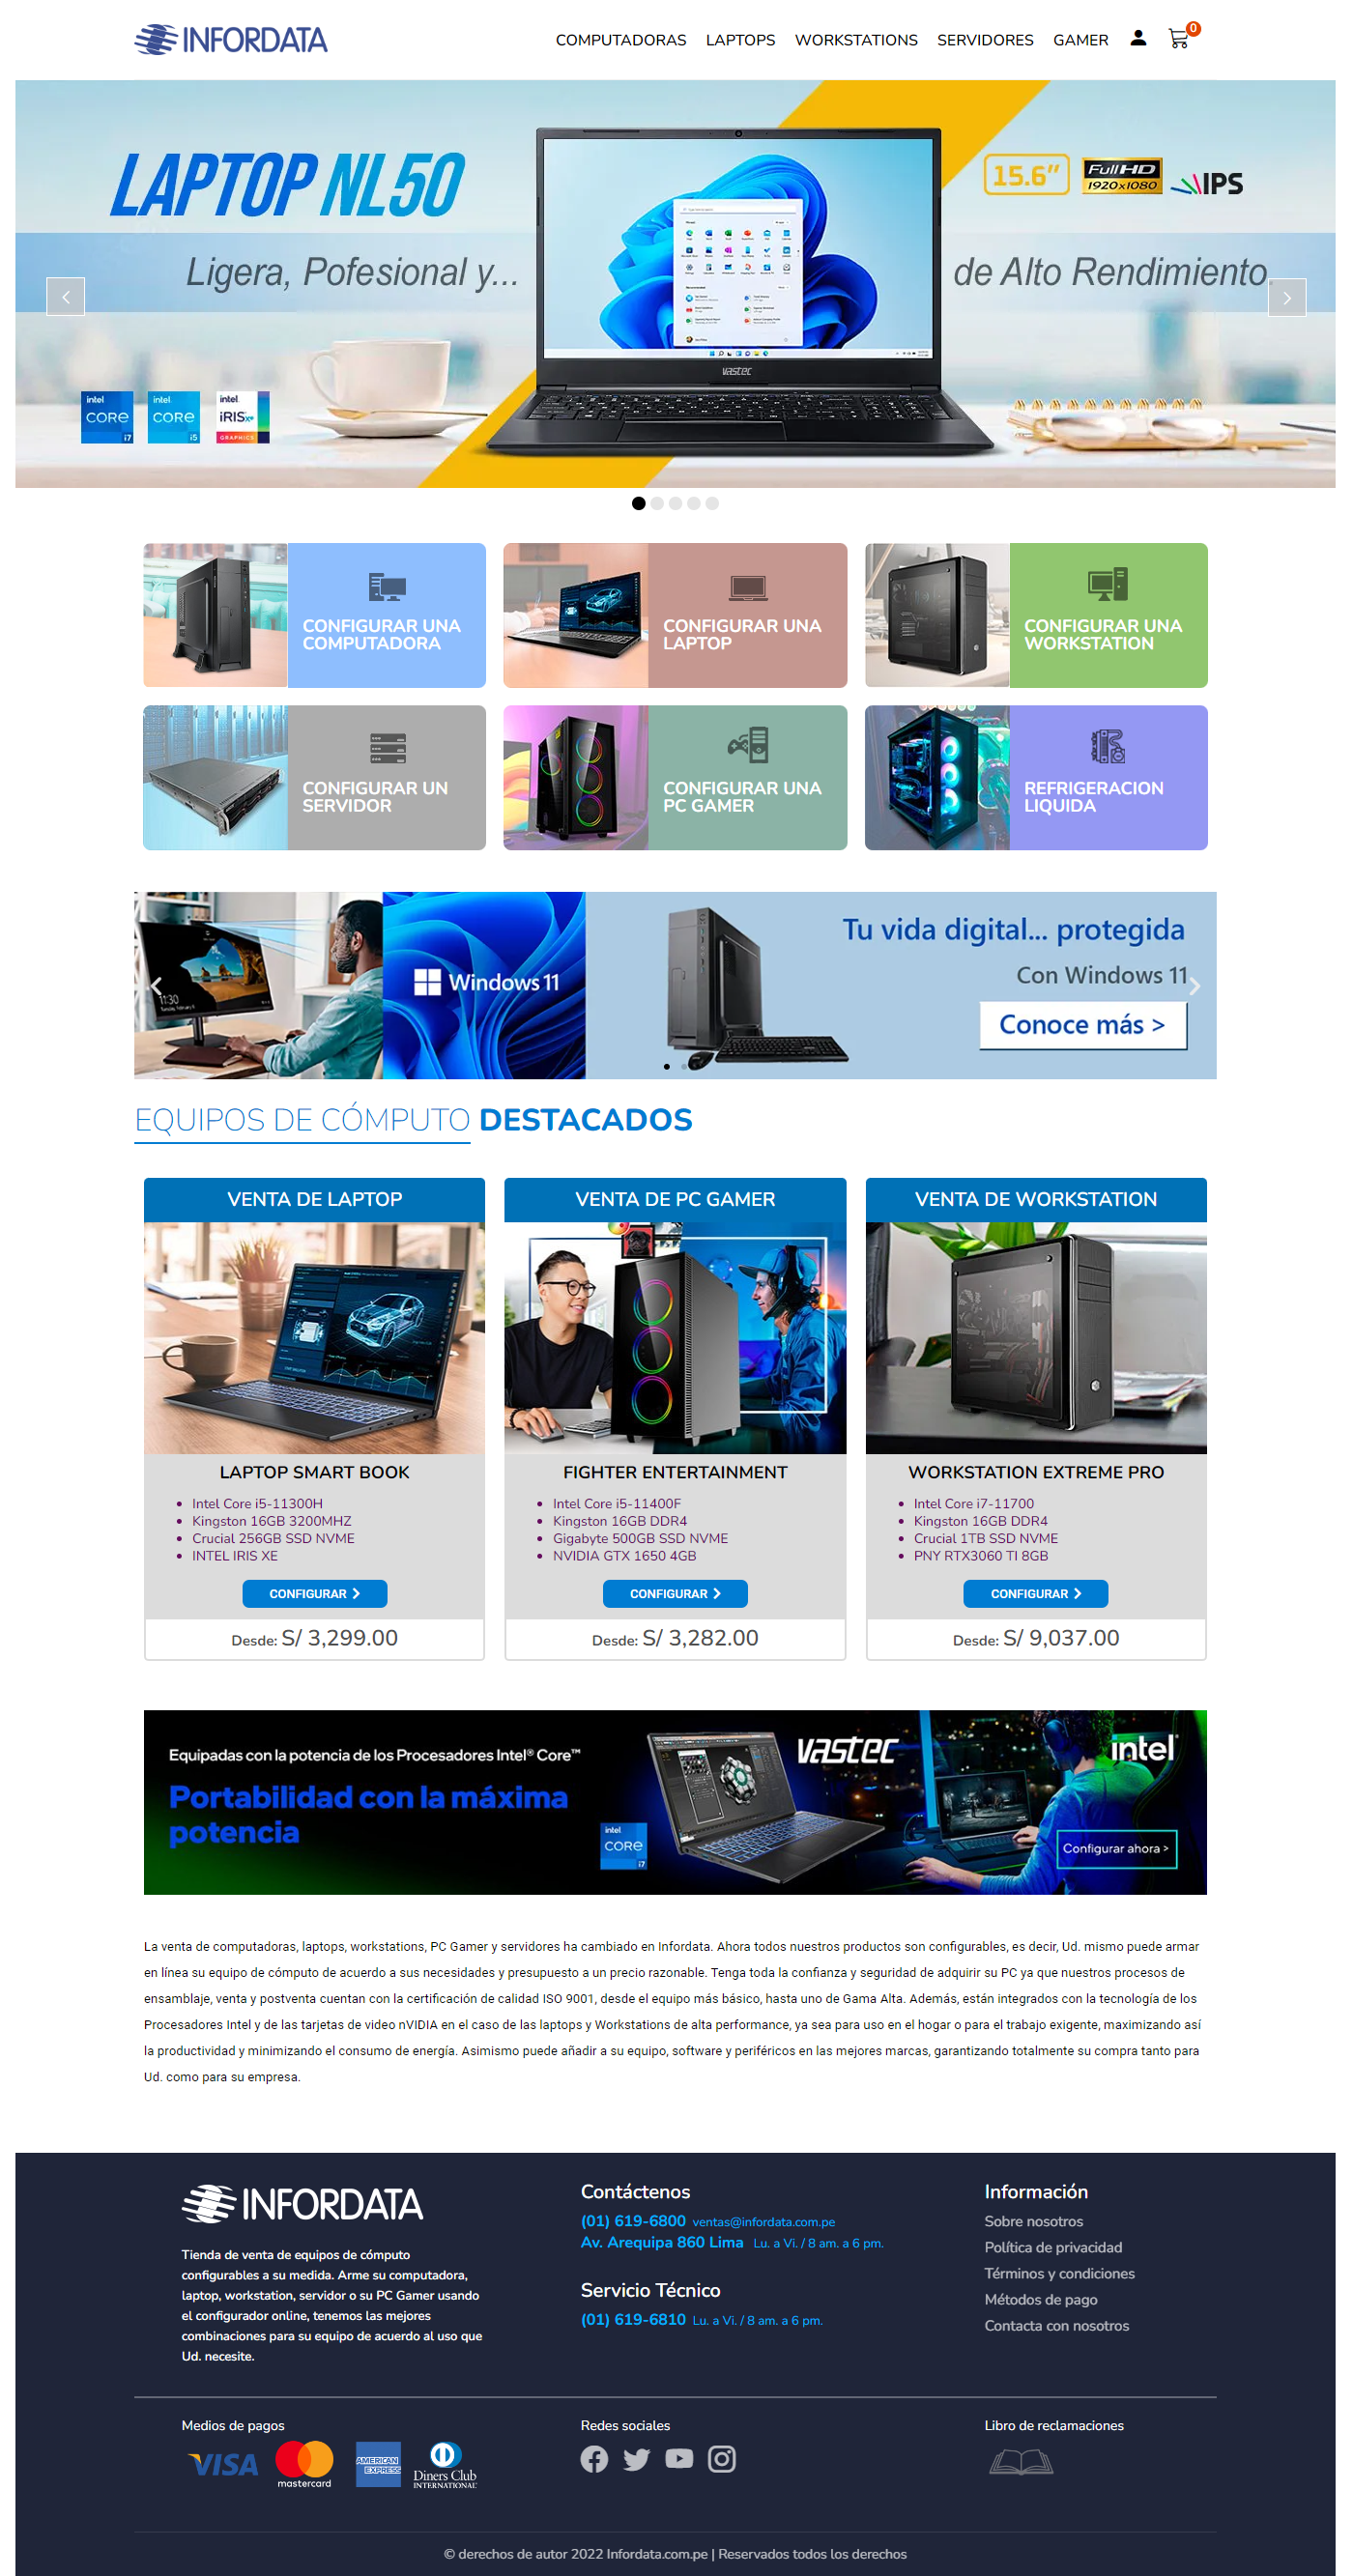 INFORDATA
COMPUTADORAS LAPTOPS WORKSTATIONS SERVIDORES GAMER 0
LAPTOP NL50
15.6” Full HD 1920x1080 IPS
Ligera, Pofesional y... de Alto Rendimiento.
vastec
intel CORE i7
intel CORE i5
intel iRIS Xe GRAPHICS
CONFIGURAR UNA
COMPUTADORA
CONFIGURAR UNA
LAPTOP
CONFIGURAR UNA
WORKSTATION
CONFIGURAR UN
SERVIDOR
CONFIGURAR UNA
PC GAMER
REFRIGERACION
LIQUIDA
11:30
Windows 11
Tu vida digital... protegida
Con Windows 11
Conoce más >
EQUIPOS DE CÓMPUTO DESTACADOS
VENTA DE LAPTOP
LAPTOP SMART BOOK
Intel Core i5-11300H
Kingston 16GB 3200MHZ
Crucial 256GB SSD NVME
INTEL IRIS XE
CONFIGURAR
Desde: S/ 3,299.00
VENTA DE PC GAMER
FIGHTER ENTERTAINMENT
Intel Core i5-11400F
Kingston 16GB DDR4
Gigabyte 500GB SSD NVME
NVIDIA GTX 1650 4GB
CONFIGURAR
Desde: S/ 3,282.00
VENTA DE WORKSTATION
WORKSTATION EXTREME PRO
Intel Core i7-11700
Kingston 16GB DDR4
Crucial 1TB SSD NVME
PNY RTX3060 TI 8GB
CONFIGURAR
Desde: S/ 9,037.00
Equipadas con la potencia de los Procesadores Intel® Core™
Portabilidad con la máxima
potencia
intel CORE i7
vastec
intel
Configurar ahora >
La venta de computadoras, laptops, workstations, PC Gamer y servidores ha cambiado en Infordata. Ahora todos nuestros productos son configurables, es decir, Ud. mismo puede armar
en línea su equipo de cómputo de acuerdo a sus necesidades y presupuesto a un precio razonable. Tenga toda la confianza y seguridad de adquirir su PC ya que nuestros procesos de
ensamblaje, venta y postventa cuentan con la certificación de calidad ISO 9001, desde el equipo más básico, hasta uno de Gama Alta. Además, están integrados con la tecnología de los
Procesadores Intel y de las tarjetas de video nVIDIA en el caso de las laptops y Workstations de alta performance, ya sea para uso en el hogar o para el trabajo exigente, maximizando así
la productividad y minimizando el consumo de energía. Asimismo puede añadir a su equipo, software y periféricos en las mejores marcas, garantizando totalmente su compra tanto para
Ud. como para su empresa.
INFORDATA
Tienda de venta de equipos de cómputo
configurables a su medida. Arme su computadora,
laptop, workstation, servidor o su PC Gamer usando
el configurador online, tenemos las mejores
combinaciones para su equipo de acuerdo al uso que
Ud. necesite.
Contáctenos
(01) 619-6800 ventas@infordata.com.pe
Av. Arequipa 860 Lima Lu. a Vi. / 8 am. a 6 pm.
Servicio Técnico
(01) 619-6810 Lu. a Vi. / 8 am. a 6 pm.
Información
Sobre nosotros
Política de privacidad
Términos y condiciones
Métodos de pago
Contacta con nosotros
Medios de pagos
VISA mastercard AMERICAN EXPRESS Diners Club INTERNATIONAL
Redes sociales
Libro de reclamaciones
© derechos de autor 2022 Infordata.com.pe | Reservados todos los derechos